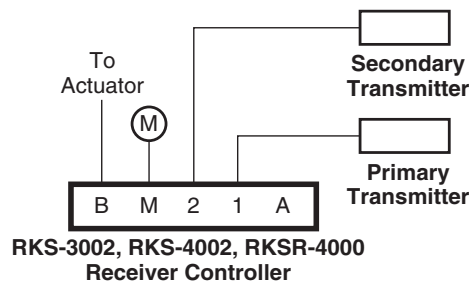 To
Actuator
M
Secondary
Transmitter
Primary
Transmitter
B M 2 1 A
RKS-3002, RKS-4002, RKSR-4000
Receiver Controller